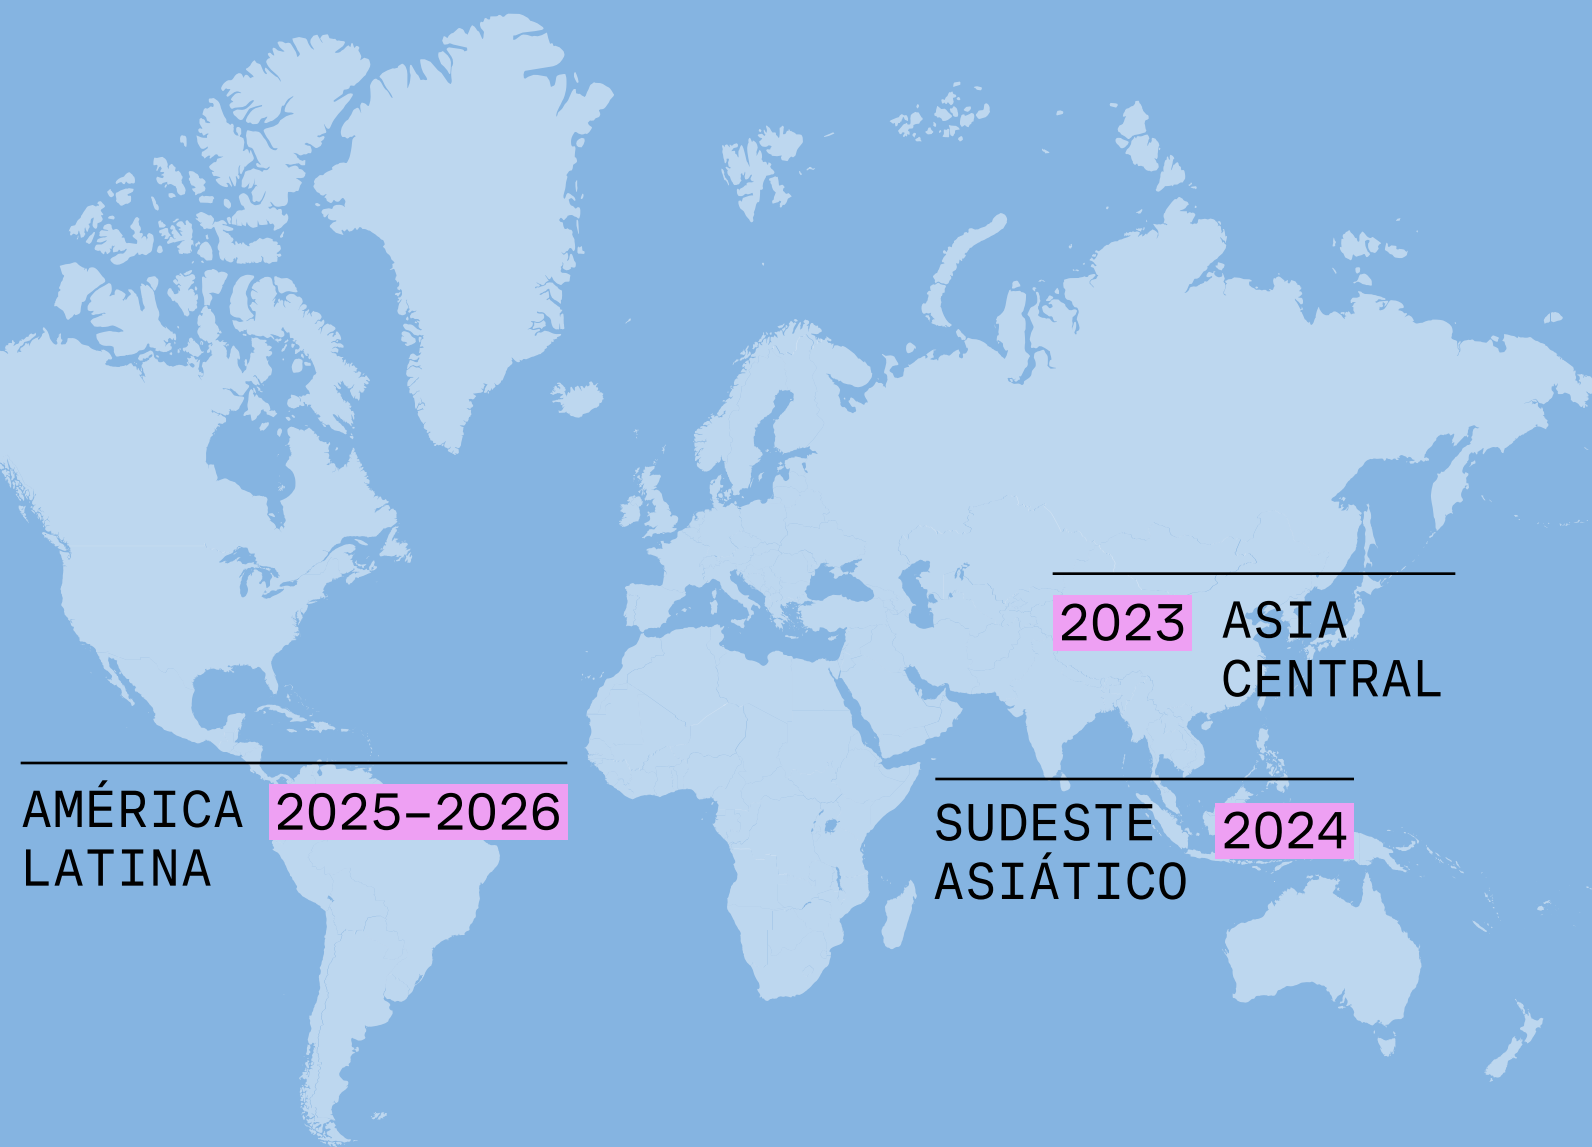 2023 ASIA
CENTRAL
AMÉRICA 2025–2026
LATINA
SUDESTE 2024
ASIÁTICO